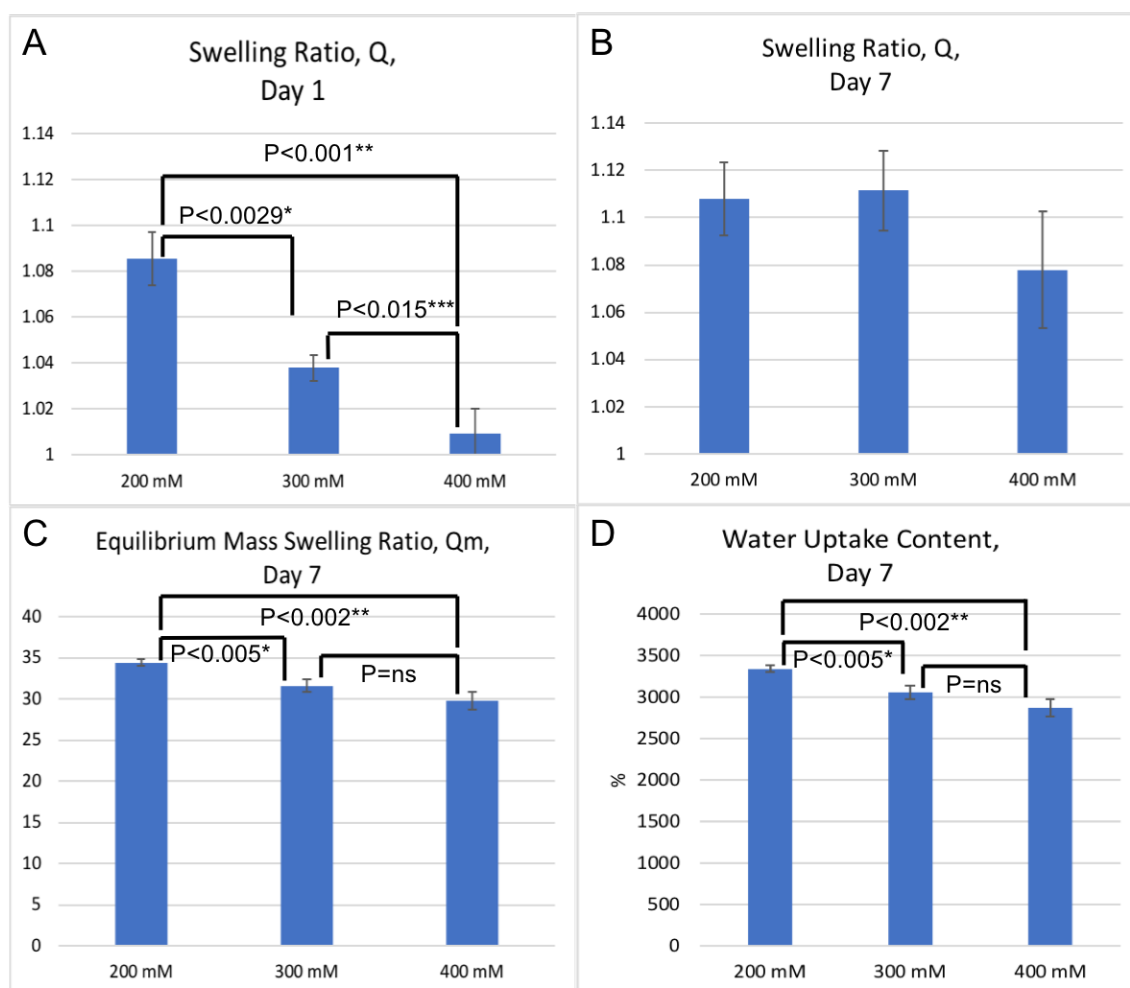 A
Swelling Ratio, Q,
Day 1
1.14
1.12
1.1
1.08
1.06
1.04
1.02
1
P<0.001**
P<0.0029*
P<0.015***
200 mM 300 mM 400 mM
B
Swelling Ratio, Q,
Day 7
1.14
1.12
1.1
1.08
1.06
1.04
1.02
1
200 mM 300 mM 400 mM
C
Equilibrium Mass Swelling Ratio, Qm,
Day 7
40
35
30
25
20
15
10
5
0
P<0.002**
P<0.005*
P=ns
200 mM 300 mM 400 mM
D
Water Uptake Content,
Day 7
%
4000
3500
3000
2500
2000
1500
1000
500
0
P<0.002**
P<0.005*
P=ns
200 mM 300 mM 400 mM